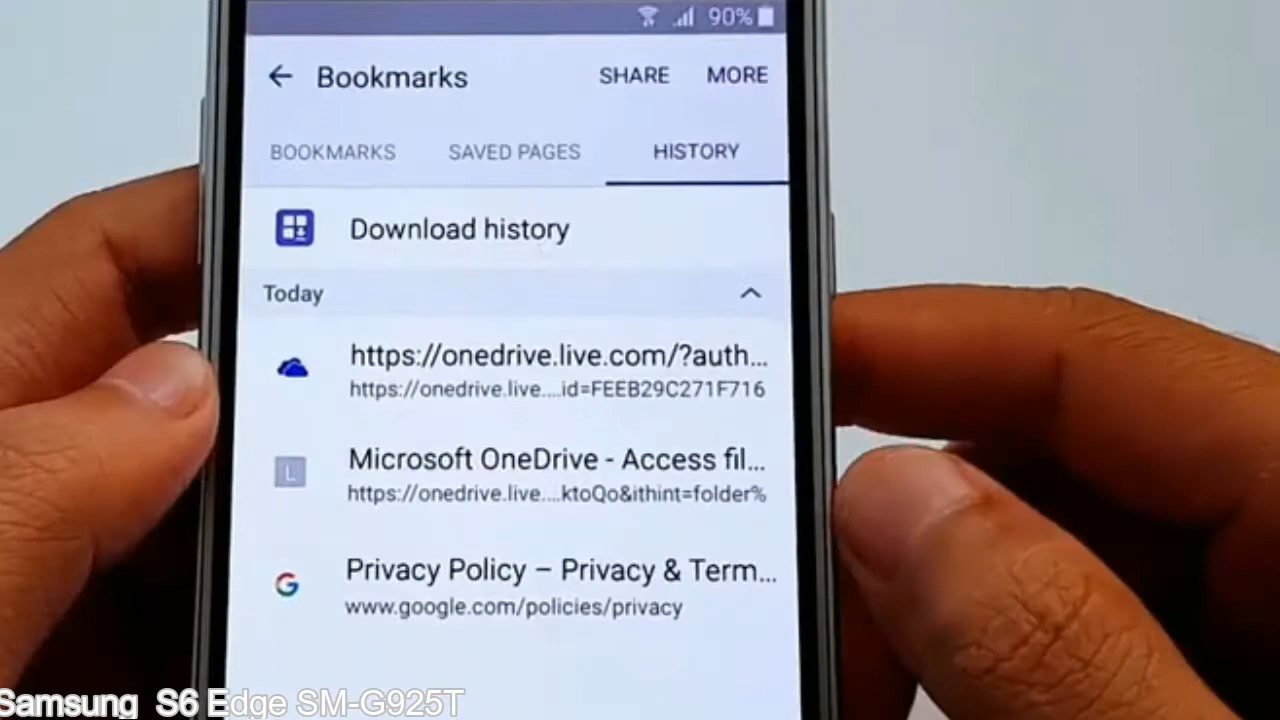 90%
Bookmarks SHARE MORE
BOOKMARKS SAVED PAGES HISTORY
Download history
Today
https://onedrive.live.com/?auth...
https://onedrive.live....id=FEEB29C271F716
L
Microsoft OneDrive - Access fil...
https://onedrive.live....ktoQo&ithint=folder%
Privacy Policy – Privacy & Term...
www.google.com/policies/privacy
Samsung S6 Edge SM-G925T